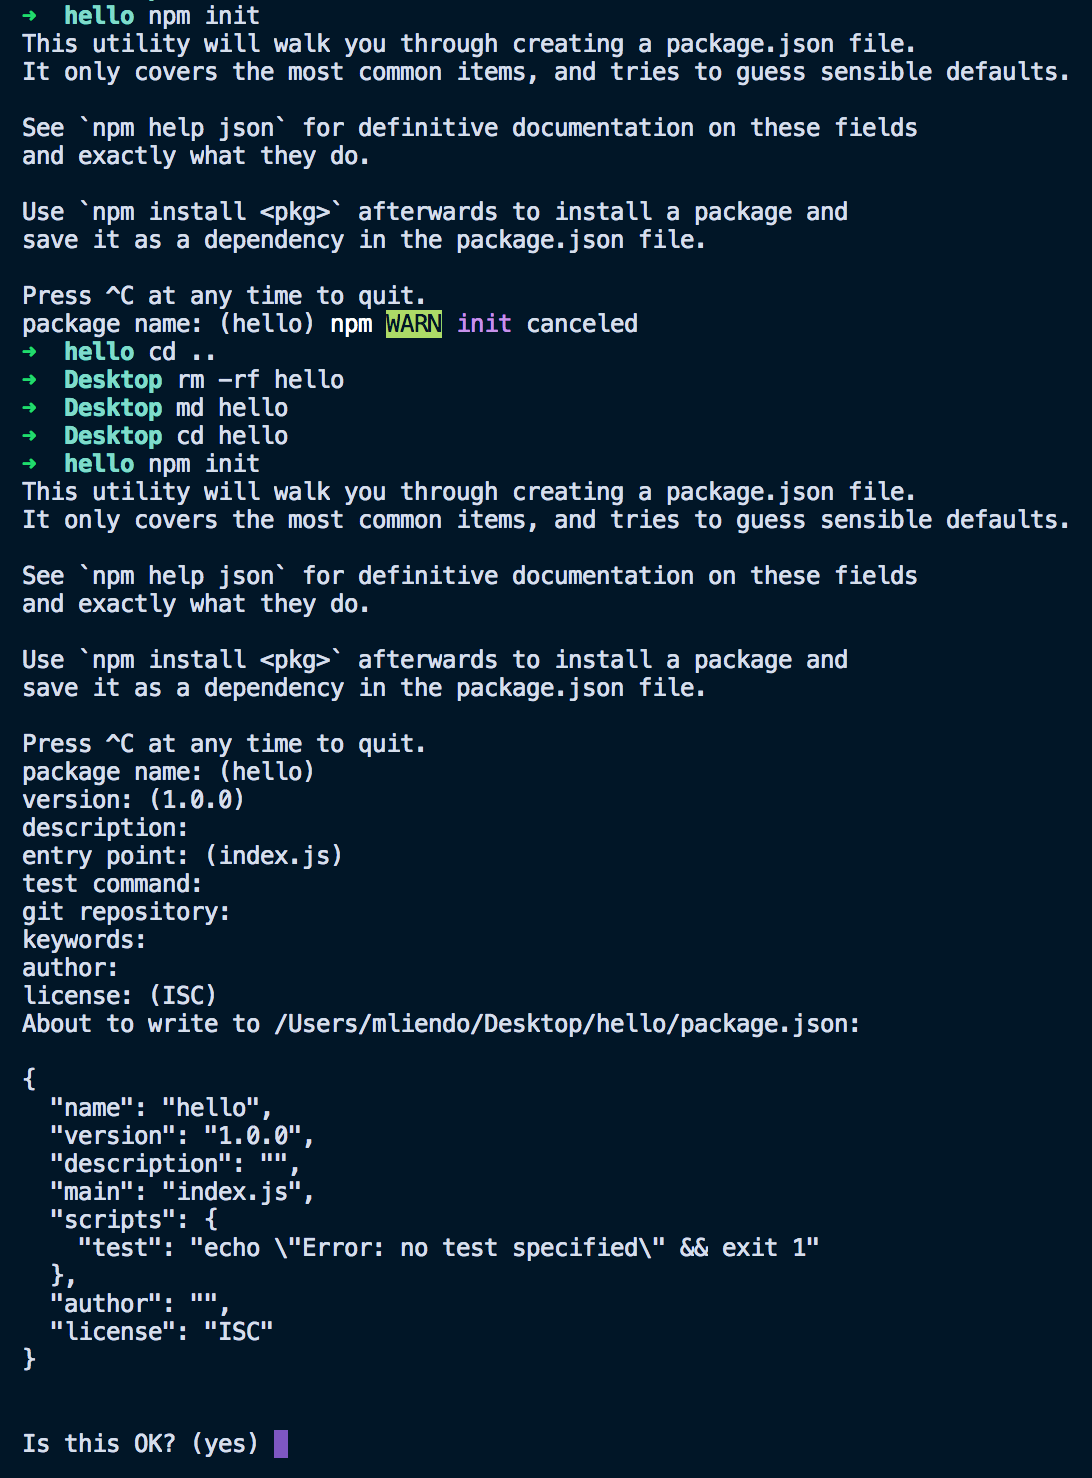 ➜  hello npm init
This utility will walk you through creating a package.json file.
It only covers the most common items, and tries to guess sensible defaults.

See `npm help json` for definitive documentation on these fields
and exactly what they do.

Use `npm install <pkg>` afterwards to install a package and
save it as a dependency in the package.json file.

Press ^C at any time to quit.
package name: (hello) npm WARN init canceled
➜  hello cd ..
➜  Desktop rm -rf hello
➜  Desktop md hello
➜  Desktop cd hello
➜  hello npm init
This utility will walk you through creating a package.json file.
It only covers the most common items, and tries to guess sensible defaults.

See `npm help json` for definitive documentation on these fields
and exactly what they do.

Use `npm install <pkg>` afterwards to install a package and
save it as a dependency in the package.json file.

Press ^C at any time to quit.
package name: (hello)
version: (1.0.0)
description:
entry point: (index.js)
test command:
git repository:
keywords:
author:
license: (ISC)
About to write to /Users/mliendo/Desktop/hello/package.json:

{
  "name": "hello",
  "version": "1.0.0",
  "description": "",
  "main": "index.js",
  "scripts": {
    "test": "echo \"Error: no test specified\" && exit 1"
  },
  "author": "",
  "license": "ISC"
}


Is this OK? (yes)